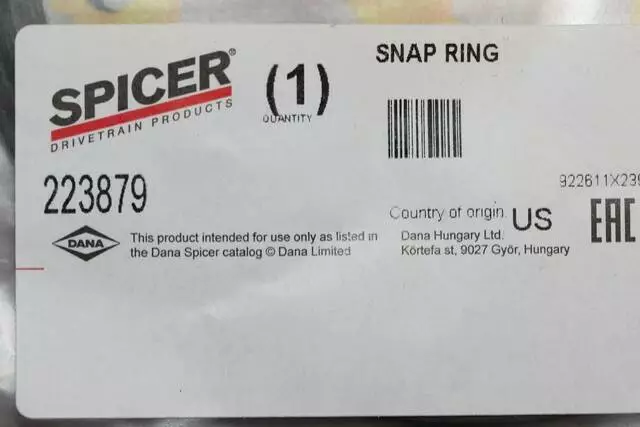 SNAP RING
SPICER®
DRIVETRAIN PRODUCTS
(1)
QUANTITY
223879
922611X239
Country of origin US
EAC
DANA
This product intended for use only as listed in
the Dana Spicer catalog © Dana Limited
Dana Hungary Ltd.
Körtefa st, 9027 Győr, Hungary